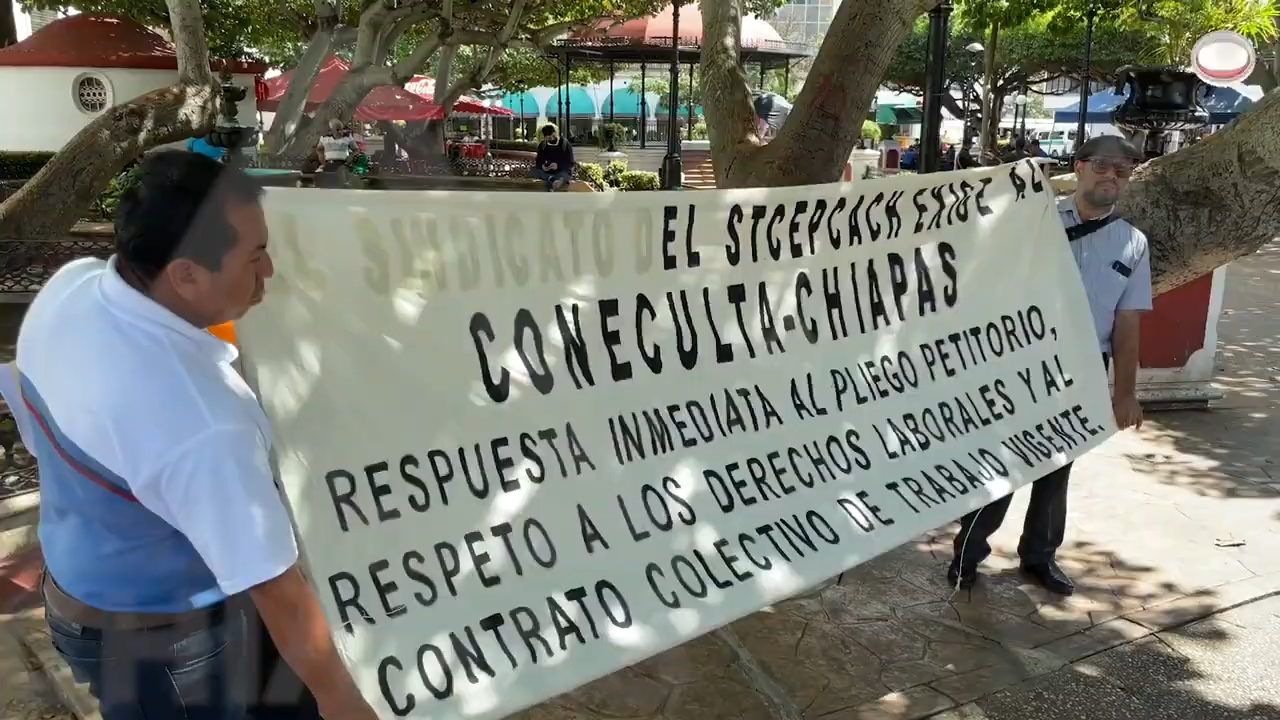 EL SINDICATO DEL STCEPCACH EXIGE AL
CONECULTA-CHIAPAS
RESPUESTA INMEDIATA AL PLIEGO PETITORIO,
RESPETO A LOS DERECHOS LABORALES Y AL
CONTRATO COLECTIVO DE TRABAJO VIGENTE.